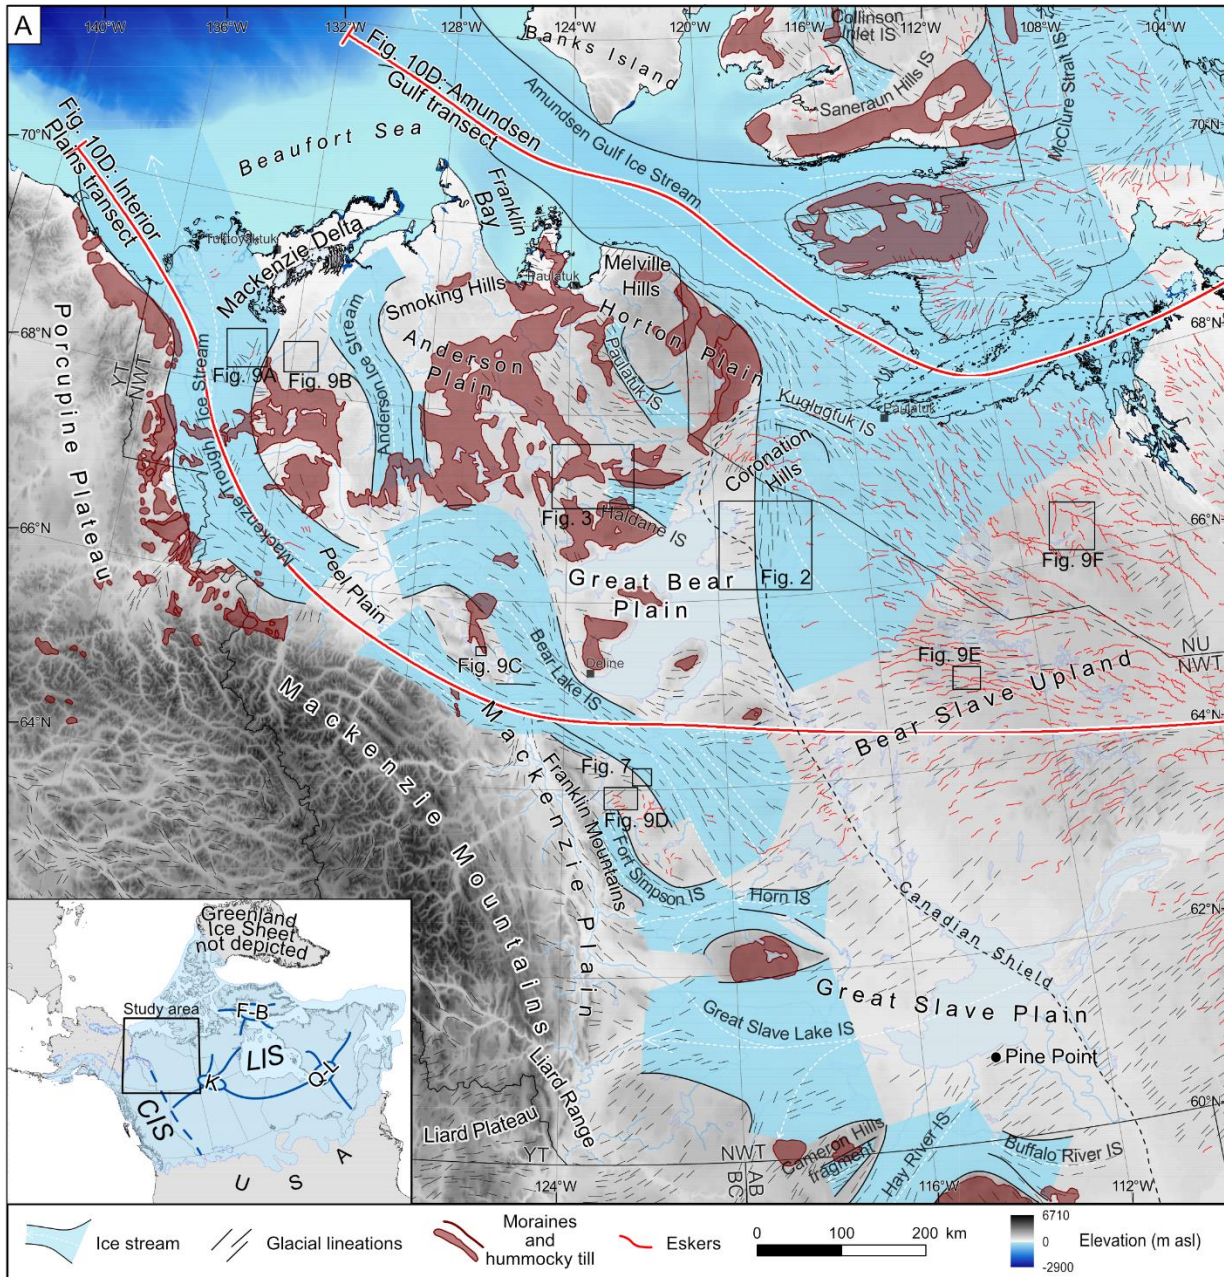 A
140°W
136°W
132°W
128°W
124°W
120°W
116°W
108°W
104°W
Collinson
Inlet IS
Banks Island
Fig. 10D: Amundsen
Gulf transect
Amundsen Gulf Ice Stream
Saneraun Hills IS
McClure Strait IS
70°N
70°N
Fig. 10D: Interior
Plains transect
Beaufort Sea
Franklin
Bay
Tuktoyaktuk
Mackenzie Delta
Paulatuk
Melville
Hills
Smoking Hills
Horton Plain
68°N
68°N
Porcupine Plateau
YT
NWT
Fig. 9A
Fig. 9B
Anderson Ice Stream
Anderson
Plain
Paulatuk IS
Kuglugtuk IS
Paulatuk
Mackenzie Trough Ice Stream
Coronation
Hills
66°N
66°N
Fig. 3
Haldane IS
Fig. 2
Fig. 9F
Peel Plain
Great Bear
Plain
Fig. 9C
Bear Lake IS
Deline
Fig. 9E
NU
NWT
Bear Slave Upland
64°N
64°N
Mackenzie Mountains
Mackenzie Plain
Fig. 7
Fig. 9D
Franklin Mountains
Fort Simpson IS
Horn IS
Canadian Shield
62°N
Great Slave Plain
Great Slave Lake IS
Pine Point
60°N
Liard Range
Liard Plateau
YT
NWT
AB
BC
Cameron Hills
fragment
Hay River IS
Buffalo River IS
124°W
116°W
112°W
Greenland
Ice Sheet
not depicted
Study area
F-B
LIS
K
Q-L
CIS
USA
Ice stream
Glacial lineations
Moraines
and
hummocky till
Eskers
0 100 200 km
6710
0
-2900
Elevation (m asl)